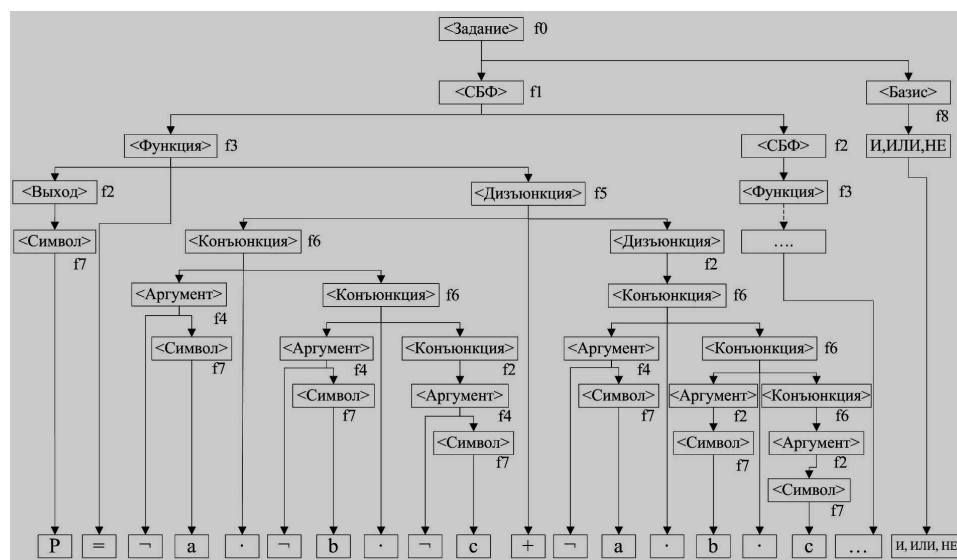 <Задание> f0
<СБФ> f1 <Базис>
f8
<Функция> f3 <СБФ> f2 И,ИЛИ,НЕ
<Выход> f2 <Дизъюнкция> f5 <Функция> f3
<Символ> <Конъюнкция> f6 <Дизъюнкция> ....
f7 f2
<Аргумент> <Конъюнкция> f6 <Конъюнкция> f6
f4
<Символ> <Аргумент> <Конъюнкция> <Аргумент> <Конъюнкция> f6
f7 f4 f2 f4
<Символ> <Аргумент> <Символ> <Аргумент> <Конъюнкция>
f7 f4 f7 f2 f6
<Символ> <Символ> <Аргумент>
f7 f7 f2
<Символ>
f7
P = ¬ a · ¬ b · ¬ c + ¬ a · b · c ... И, ИЛИ, НЕ